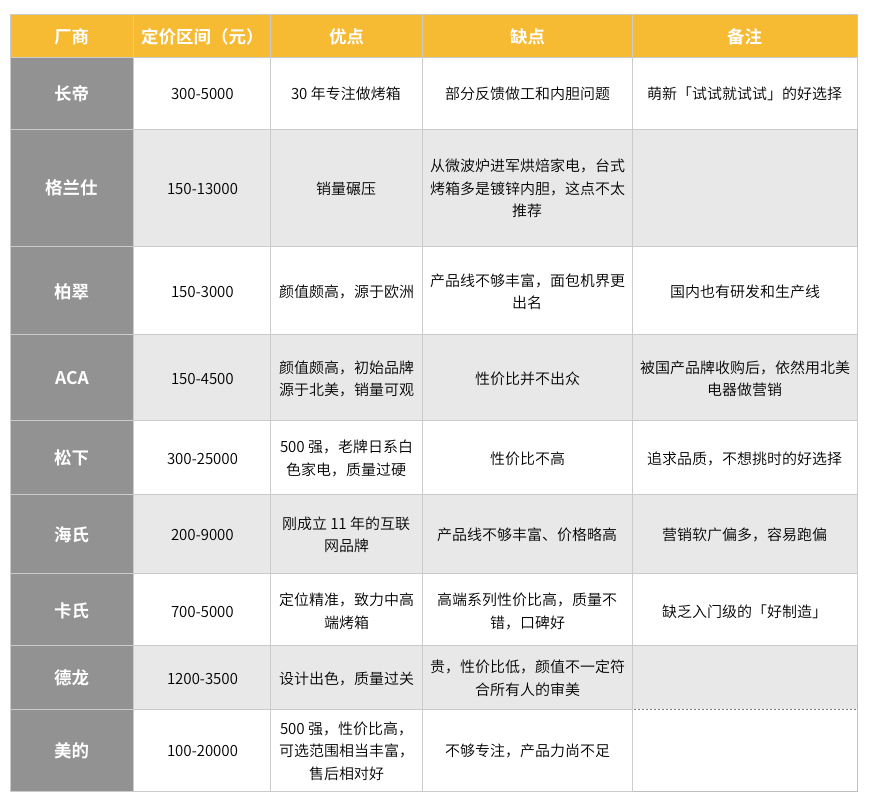 厂商
定价区间（元）
优点
缺点
备注
长帝
300-5000
30 年专注做烤箱
部分反馈做工和内胆问题
萌新「试试就试试」的好选择
格兰仕
150-13000
销量碾压
从微波炉进军烘焙家电，台式
烤箱多是镀锌内胆，这点不太
推荐
柏翠
150-3000
颜值颇高，源于欧洲
产品线不够丰富，面包机界更
出名
国内也有研发和生产线
ACA
150-4500
颜值颇高，初始品牌
源于北美，销量可观
性价比并不出众
被国产品牌收购后，依然用北美
电器做营销
松下
300-25000
500 强，老牌日系白
色家电，质量过硬
性价比不高
追求品质，不想挑时的好选择
海氏
200-9000
刚成立 11 年的互联
网品牌
产品线不够丰富、价格略高
营销软广偏多，容易跑偏
卡氏
700-5000
定位精准，致力中高
端烤箱
高端系列性价比高，质量不
错，口碑好
缺乏入门级的「好制造」
德龙
1200-3500
设计出色，质量过关
贵，性价比低，颜值不一定符
合所有人的审美
美的
100-20000
500 强，性价比高，
可选范围相当丰富，
售后相对好
不够专注，产品力尚不足